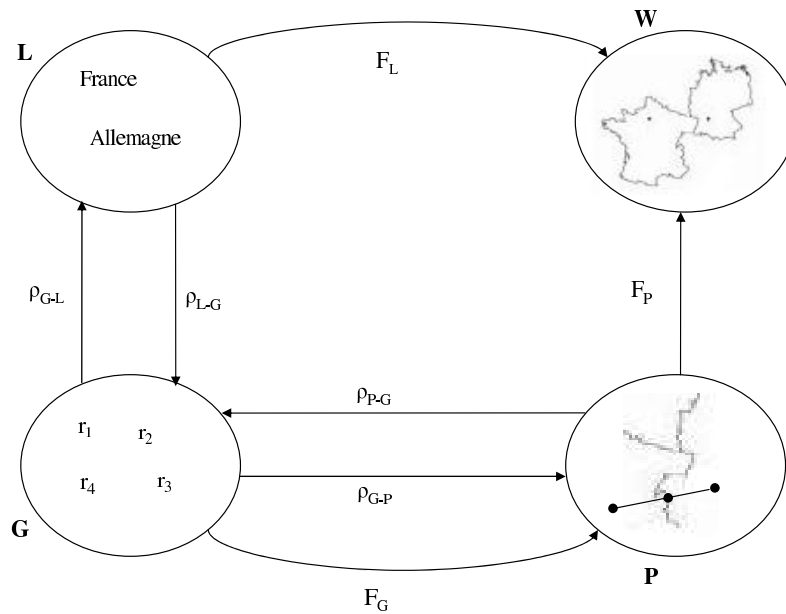 L
W
France
Allemagne
F_L
ρ_G-L
ρ_L-G
F_P
ρ_P-G
r_1
r_2
r_4
r_3
ρ_G-P
G
P
F_G